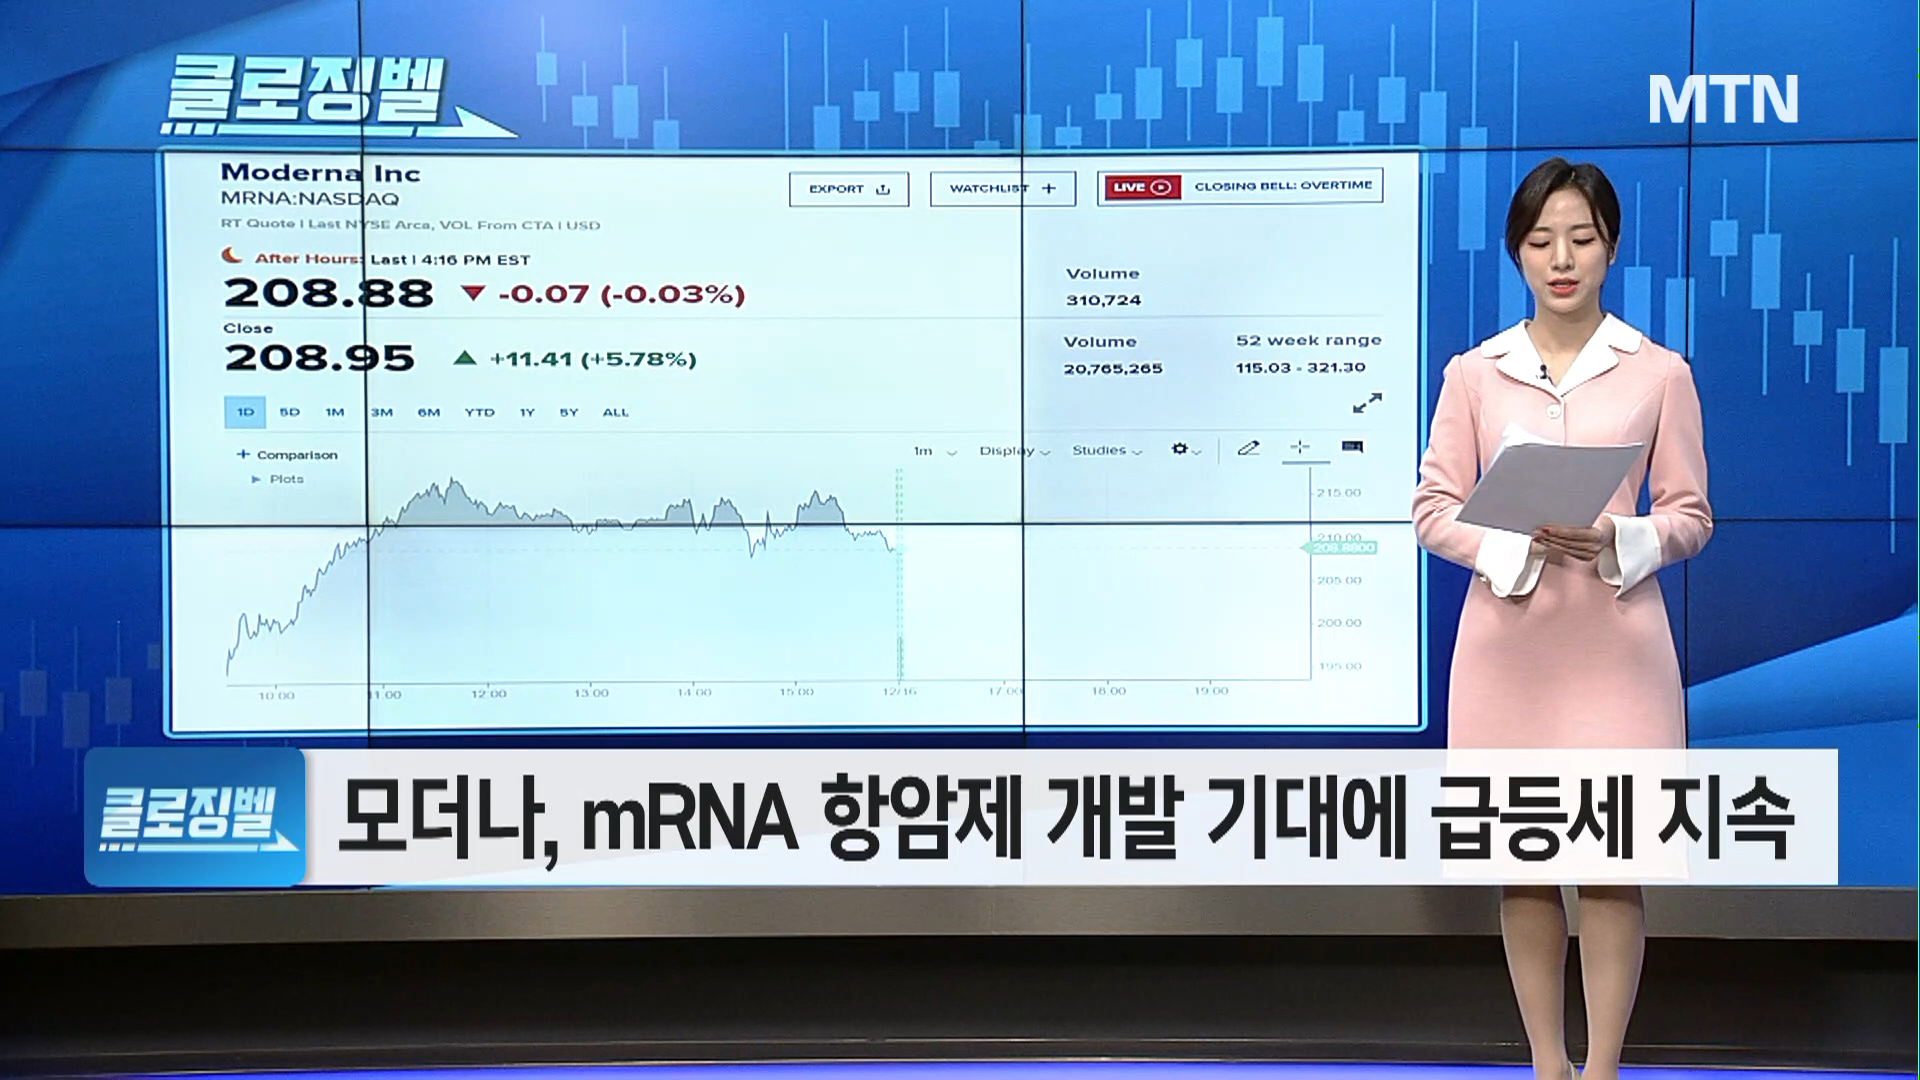 클로징벨
MTN
Moderna Inc
MRNA:NASDAQ
RT Quote | Last NYSE Arca, VOL From CTA | USD
EXPORT
WATCHLIST +
LIVE CLOSING BELL: OVERTIME
After Hours: Last | 4:16 PM EST
208.88 ▼ -0.07 (-0.03%)
Volume
310,724
Close
208.95 ▲ +11.41 (+5.78%)
Volume 52 week range
20,765,265 115.03 - 321.30
1D 5D 1M 3M 6M YTD 1Y 5Y ALL
+ Comparison
1m Display Studies
Plots
215.00
210.00
208.8800
205.00
200.00
195.00
10:00 11:00 12:00 13:00 14:00 15:00 12/16 17:00 18:00 19:00
클로징벨
모더나, mRNA 항암제 개발 기대에 급등세 지속